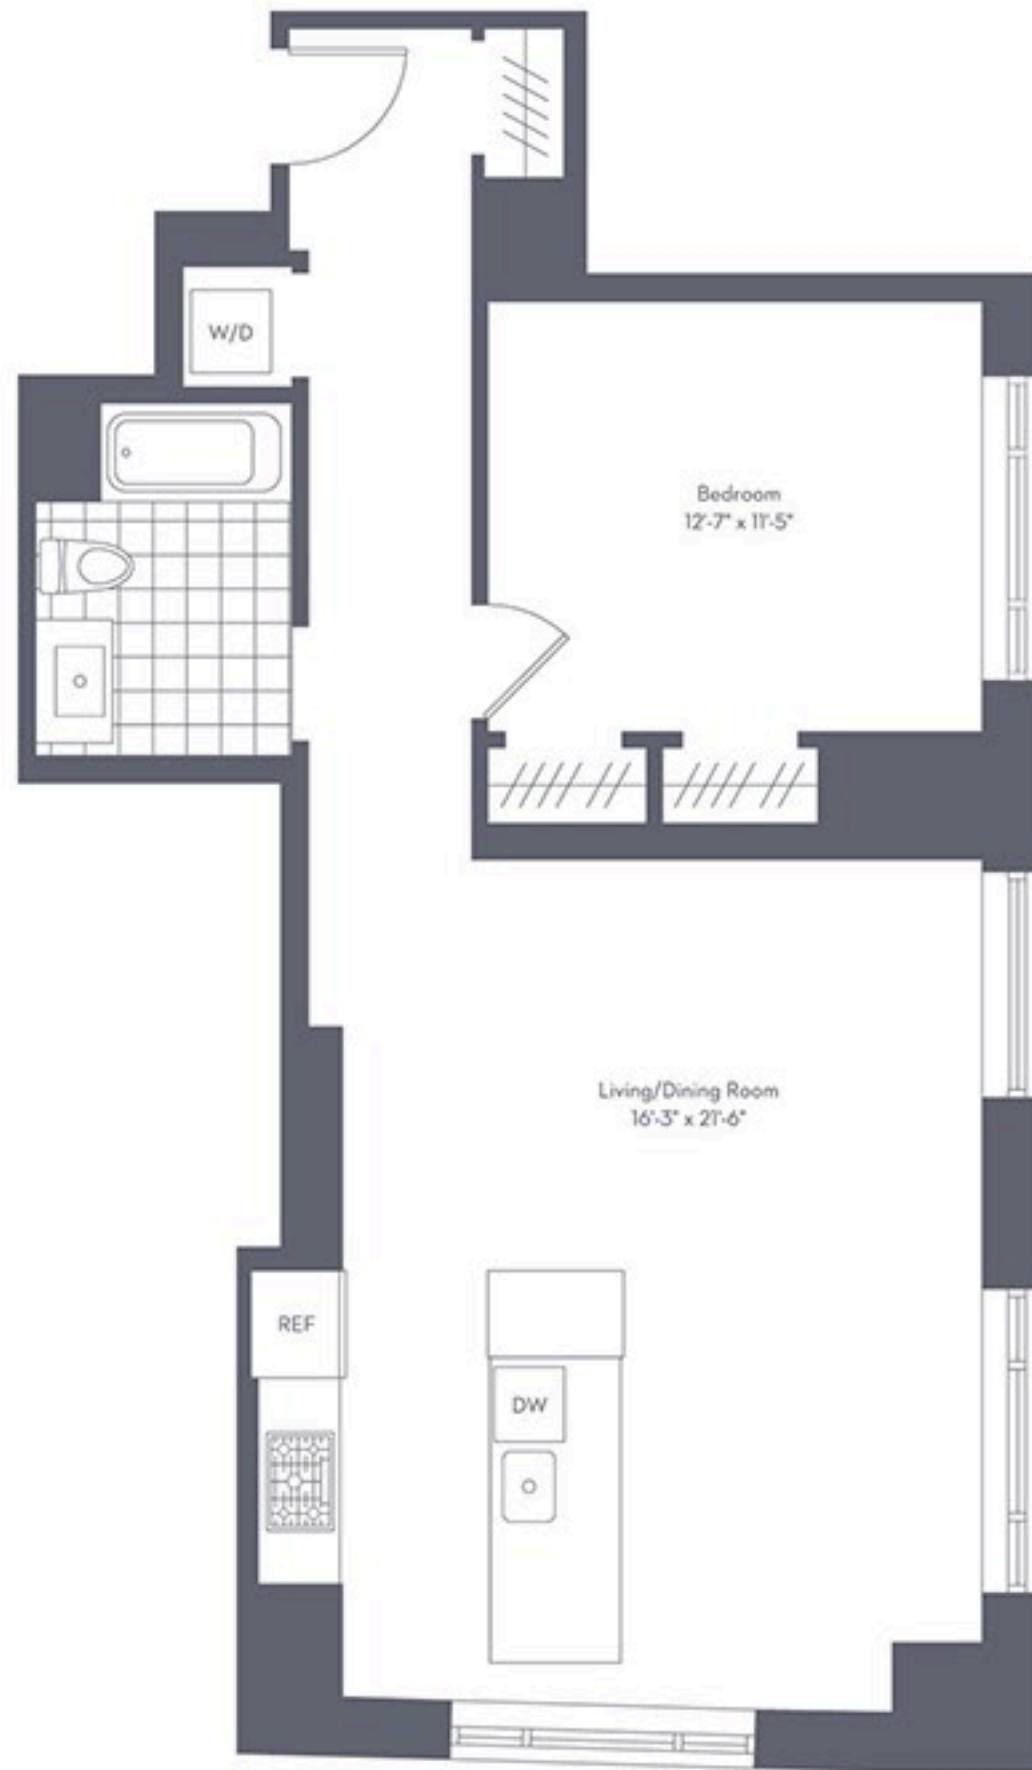 W/D
Bedroom
12'-7" x 11'-5"
Living/Dining Room
16'-3" x 21'-6"
REF
DW